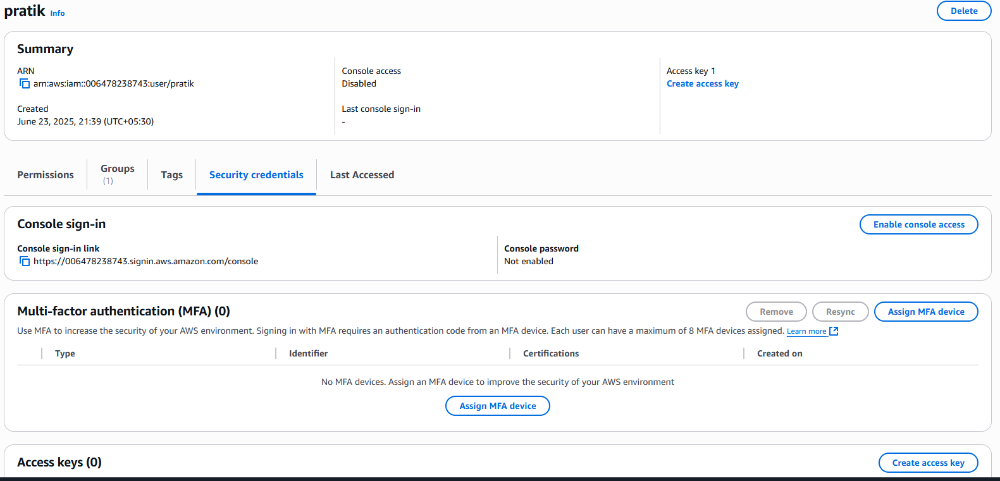 pratik Info
Delete
Summary
ARN
arn:aws:iam::006478238743:user/pratik
Created
June 23, 2025, 21:39 (UTC+05:30)
Console access
Disabled
Last console sign-in
-
Access key 1
Create access key
Permissions
Groups
(1)
Tags
Security credentials
Last Accessed
Console sign-in
Enable console access
Console sign-in link
https://006478238743.signin.aws.amazon.com/console
Console password
Not enabled
Multi-factor authentication (MFA) (0)
Remove
Resync
Assign MFA device
Use MFA to increase the security of your AWS environment. Signing in with MFA requires an authentication code from an MFA device. Each user can have a maximum of 8 MFA devices assigned. Learn more
Type
Identifier
Certifications
Created on
No MFA devices. Assign an MFA device to improve the security of your AWS environment
Assign MFA device
Access keys (0)
Create access key